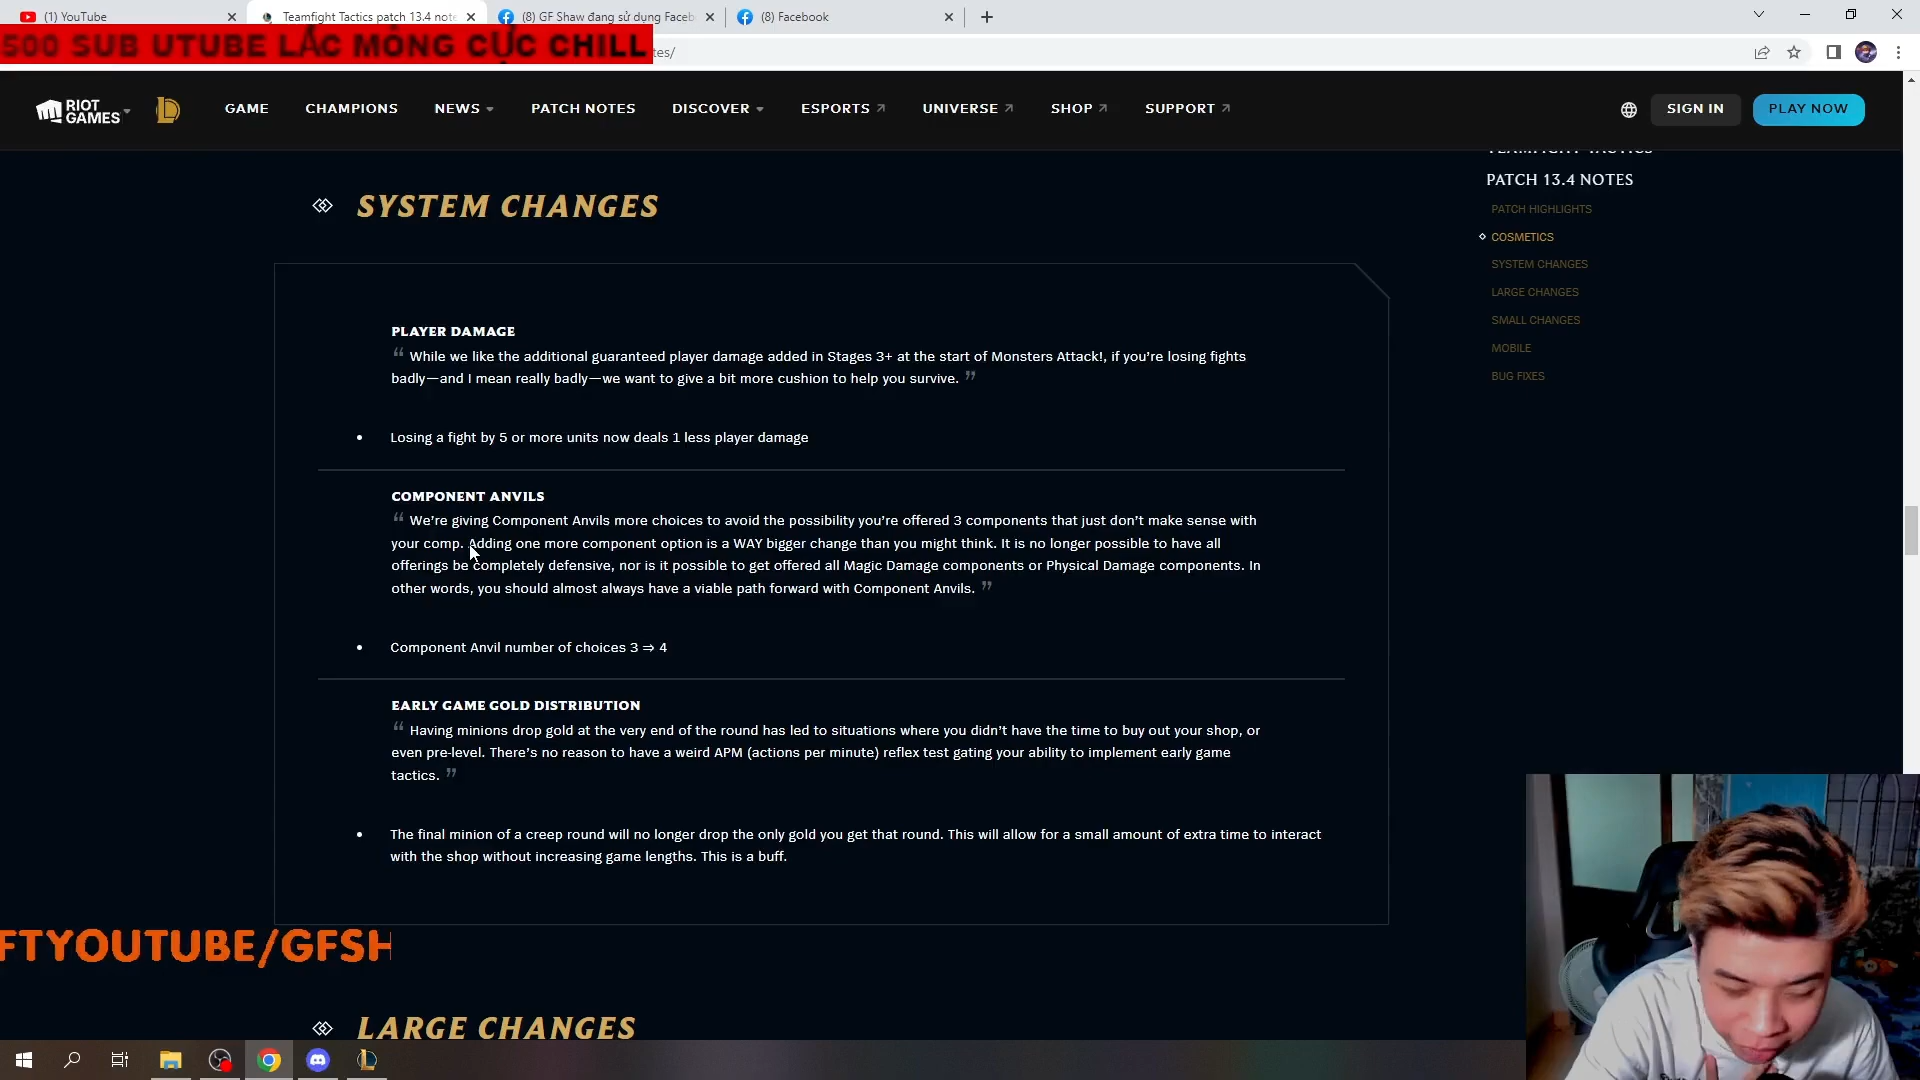 (1) YouTube
Teamfight Tactics patch 13.4 note
(8) GF Shaw đang sử dụng Faceb
(8) Facebook
500 SUB UTUBE LẮC MÔNG CỰC CHILL
tes/
RIOT GAMES
GAME
CHAMPIONS
NEWS
PATCH NOTES
DISCOVER
ESPORTS
UNIVERSE
SHOP
SUPPORT
SIGN IN
PLAY NOW
TEAMFIGHT TACTICS
PATCH 13.4 NOTES
PATCH HIGHLIGHTS
COSMETICS
SYSTEM CHANGES
LARGE CHANGES
SMALL CHANGES
MOBILE
BUG FIXES
SYSTEM CHANGES
PLAYER DAMAGE
“ While we like the additional guaranteed player damage added in Stages 3+ at the start of Monsters Attack!, if you’re losing fights
badly—and I mean really badly—we want to give a bit more cushion to help you survive. ”
• Losing a fight by 5 or more units now deals 1 less player damage
COMPONENT ANVILS
“ We’re giving Component Anvils more choices to avoid the possibility you’re offered 3 components that just don’t make sense with
your comp. Adding one more component option is a WAY bigger change than you might think. It is no longer possible to have all
offerings be completely defensive, nor is it possible to get offered all Magic Damage components or Physical Damage components. In
other words, you should almost always have a viable path forward with Component Anvils. ”
• Component Anvil number of choices 3 ⇒ 4
EARLY GAME GOLD DISTRIBUTION
“ Having minions drop gold at the very end of the round has led to situations where you didn’t have the time to buy out your shop, or
even pre-level. There’s no reason to have a weird APM (actions per minute) reflex test gating your ability to implement early game
tactics. ”
• The final minion of a creep round will no longer drop the only gold you get that round. This will allow for a small amount of extra time to interact
with the shop without increasing game lengths. This is a buff.
FTYOUTUBE/GFSH
LARGE CHANGES